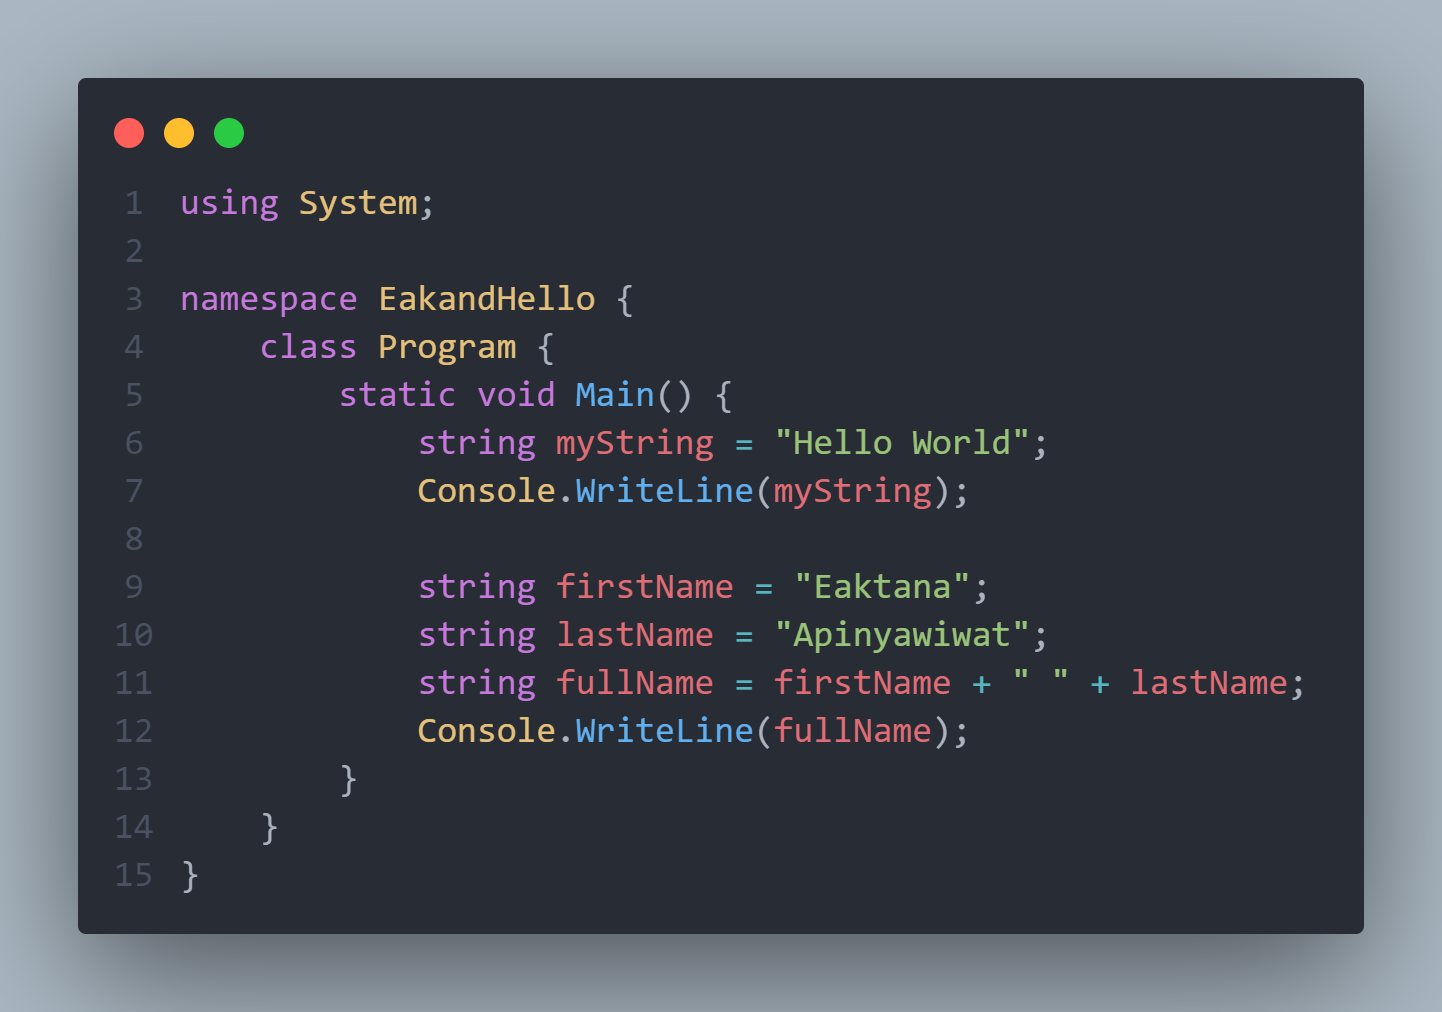 1 using System;
2
3 namespace EakandHello {
4     class Program {
5         static void Main() {
6             string myString = "Hello World";
7             Console.WriteLine(myString);
8
9             string firstName = "Eaktana";
10             string lastName = "Apinyawiwat";
11             string fullName = firstName + " " + lastName;
12             Console.WriteLine(fullName);
13         }
14     }
15 }